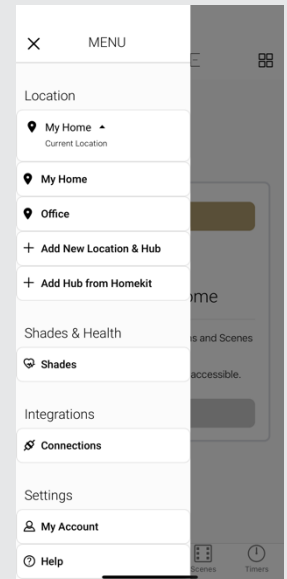 MENU
Location
My Home
Current Location
My Home
Office
Add New Location & Hub
Add Hub from Homekit
ome
s and Scenes
accessible.
Shades & Health
Shades
Integrations
Connections
Settings
My Account
Help
Scenes
Timers